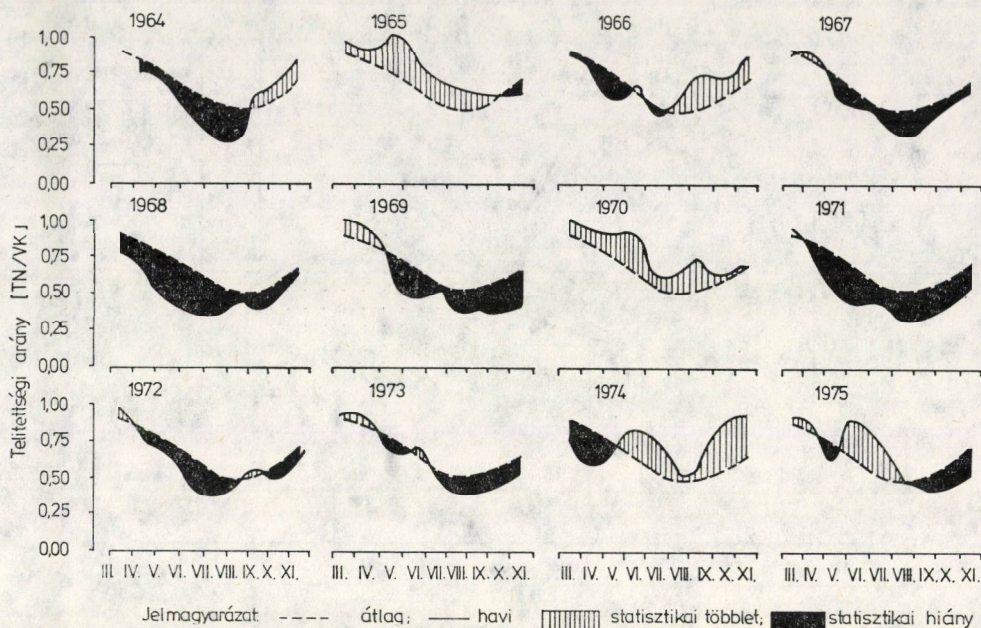 1964 1965 1966 1967
1,00
0,75
0,50
0,25
0,00
1968 1969 1970 1971
1,00
0,75
0,50
0,25
0,00
1972 1973 1974 1975
1,00
0,75
0,50
0,25
0,00
Telitettségi arány [TN/VK]
III. IV. V. VI. VII. VIII. IX. X. XI. III. IV. V. VI. VII. VIII. IX. X. XI. III. IV. V. VI. VII. VIII. IX. X. XI. III. IV. V. VI. VII. VIII. IX. X. XI.
Jelmagyarázat: átlag; havi statisztikai többlet; statisztikai hiány